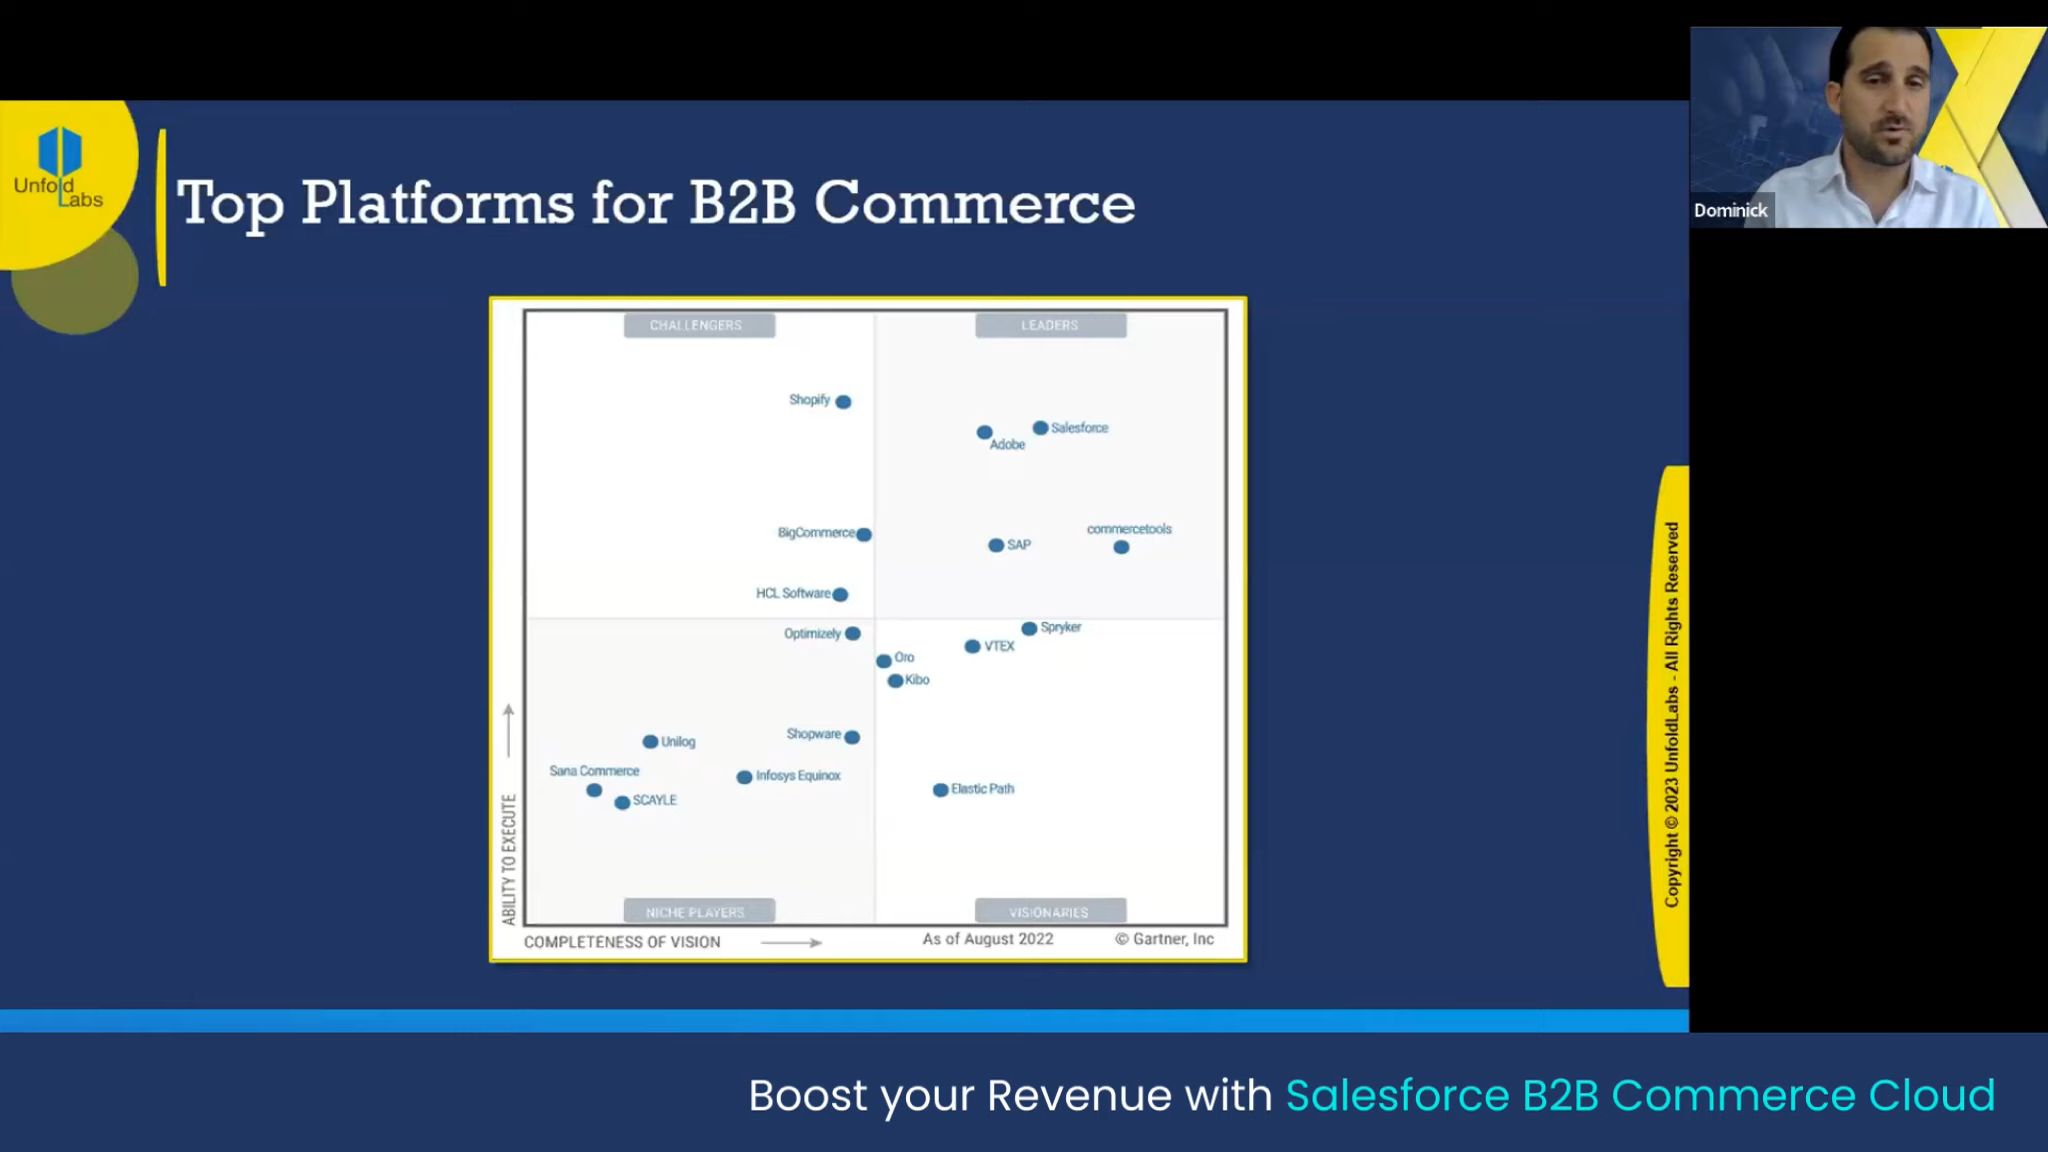 Unfold
Labs
Top Platforms for B2B Commerce
Dominick
CHALLENGERS
LEADERS
Shopify
Salesforce
Adobe
BigCommerce
commercetools
SAP
HCL Software
Spryker
Optimizely
VTEX
Oro
Kibo
Shopware
Unilog
Sana Commerce
Infosys Equinox
SCAYLE
Elastic Path
NICHE PLAYERS
VISIONARIES
ABILITY TO EXECUTE
COMPLETENESS OF VISION
As of August 2022
© Gartner, Inc
Copyright © 2023 UnfoldLabs - All Rights Reserved
Boost your Revenue with Salesforce B2B Commerce Cloud